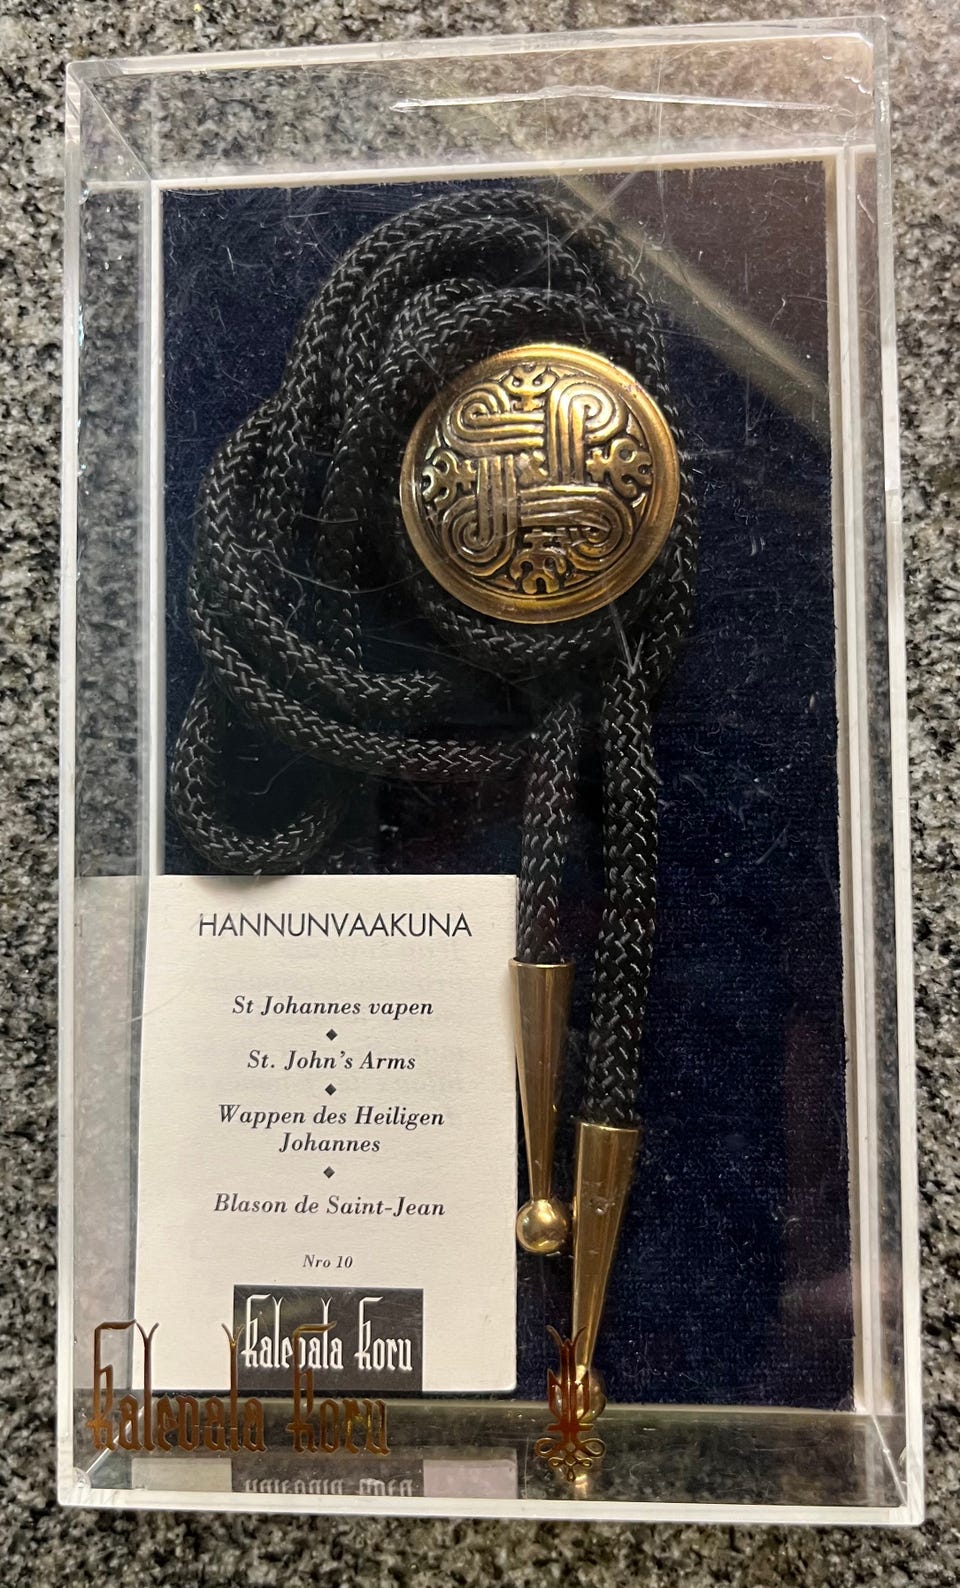 HANNUNVAAKUNA
St Johannes vapen
St. John's Arms
Wappen des Heiligen
Johannes
Blason de Saint-Jean
Nro 10
Kalevala Koru
Kalevala Koru